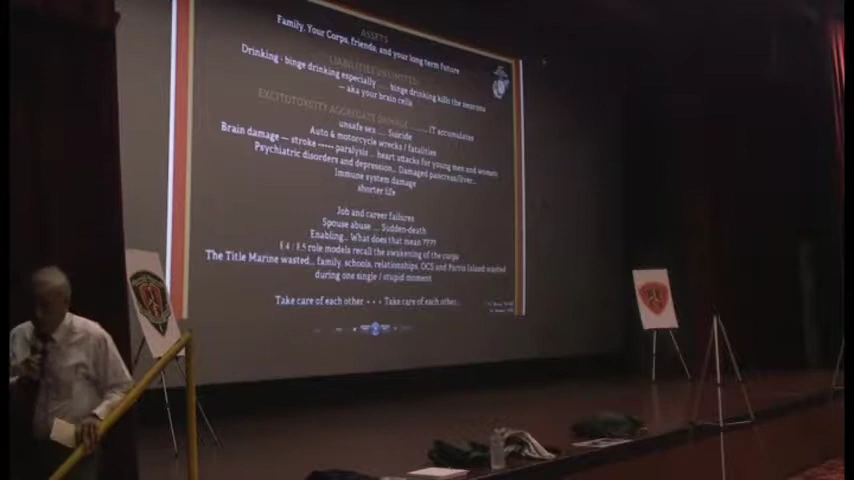 ASSETS
Family, Your Corps, friends, and your long term future
LIABILITIES UNLIMITED
Drinking - binge drinking especially .... binge drinking kills the neurons
— aka your brain cells
EXCITOTOXICITY AGGREGATE DAMAGE ......... IT accumulates
unsafe sex .... Suicide
Auto & motorcycle wrecks / fatalities
Brain damage — stroke ---- paralysis .. heart attacks for young men and women
Psychiatric disorders and depression... Damaged pancreas/liver...
Immune system damage
shorter life
Job and career failures
Spouse abuse ... Sudden-death
Enabling... What does that mean ????
E4 / E5 role models recall the awakening of the corps
The Title Marine wasted... family, schools, relationships, OCS and Parris Island wasted
during one single / stupid moment
Take care of each other • • • Take care of each other...